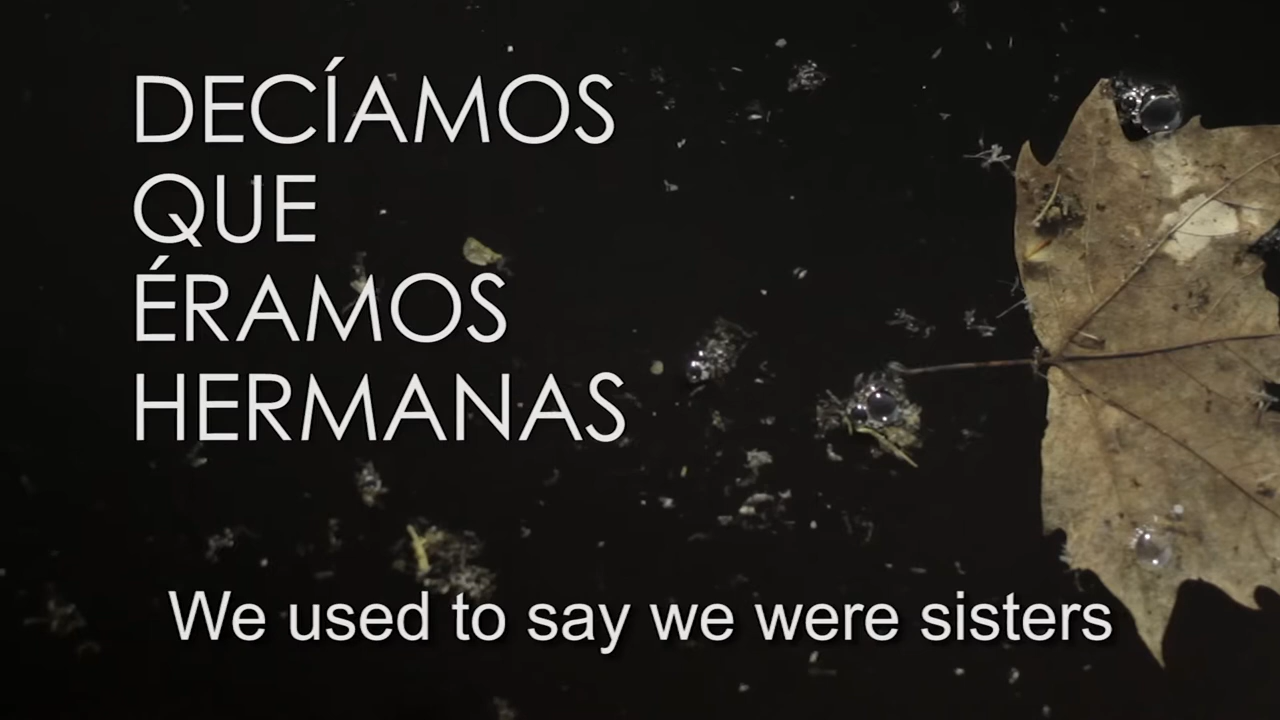 DECÍAMOS
QUE
ÉRAMOS
HERMANAS
We used to say we were sisters